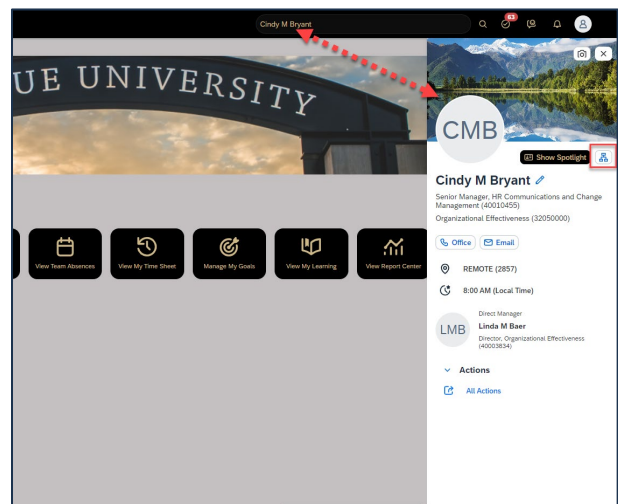 Cindy M Bryant
63
UE UNIVERSITY
CMB
Show Spotlight
Cindy M Bryant
Senior Manager, HR Communications and Change
Management (40010455)
Organizational Effectiveness (32050000)
Office
Email
REMOTE (2857)
8:00 AM (Local Time)
LMB
Direct Manager
Linda M Baer
Director, Organizational Effectiveness
(40003834)
Actions
All Actions
View Team Absences
View My Time Sheet
Manage My Goals
View My Learning
View Report Center